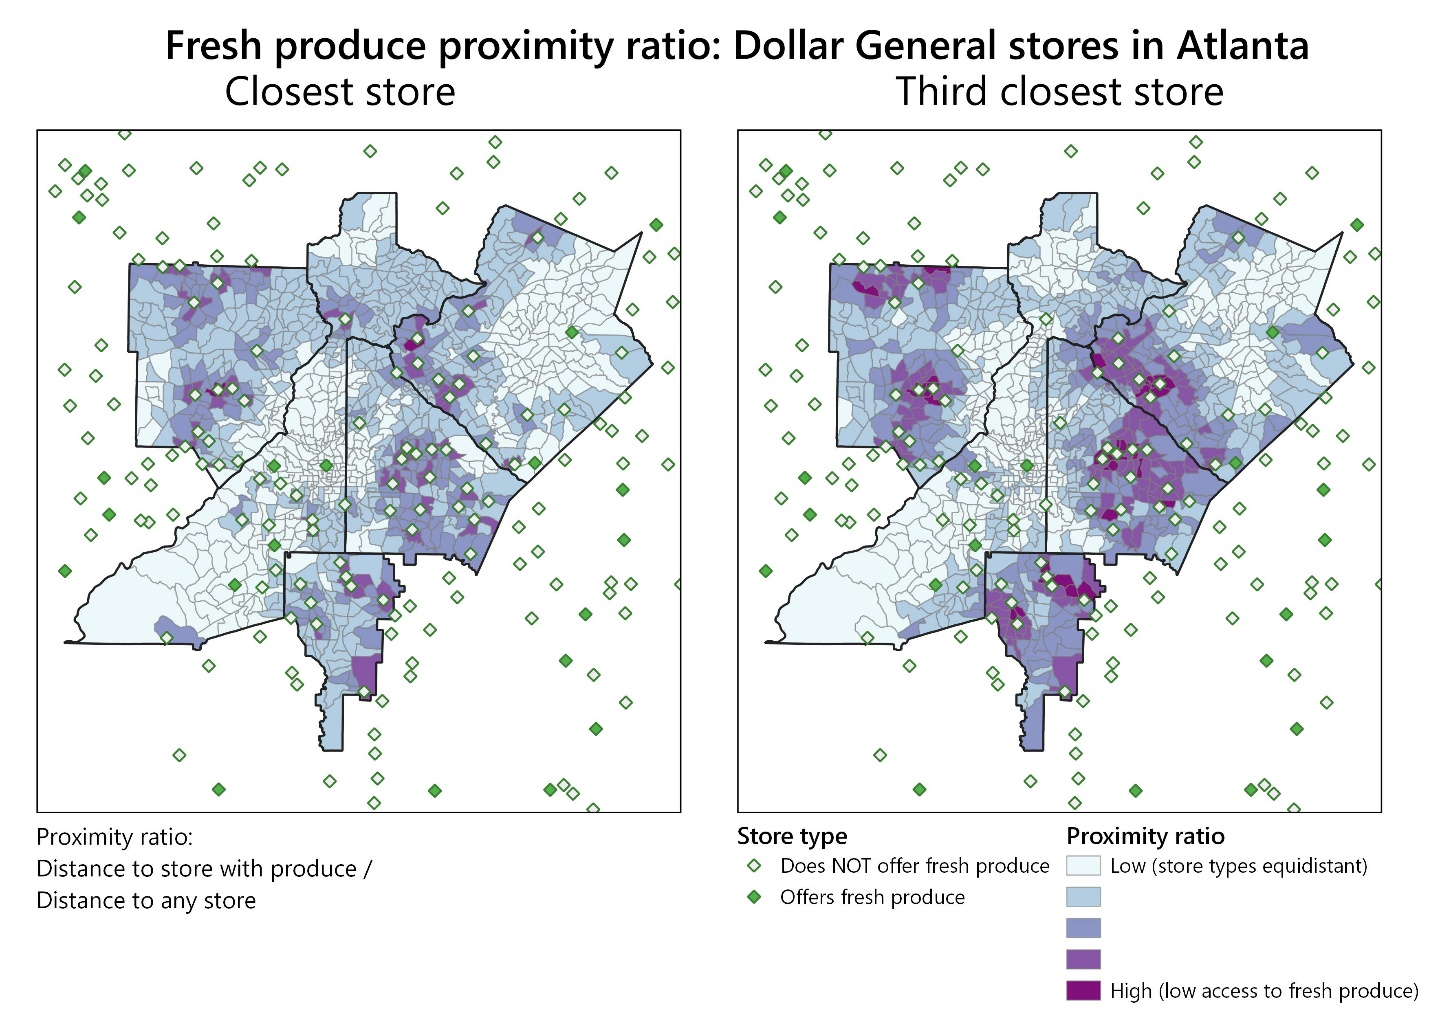 Fresh produce proximity ratio: Dollar General stores in Atlanta
Closest store
Third closest store
Proximity ratio:
Distance to store with produce /
Distance to any store
Store type
Does NOT offer fresh produce
Offers fresh produce
Proximity ratio
Low (store types equidistant)
High (low access to fresh produce)